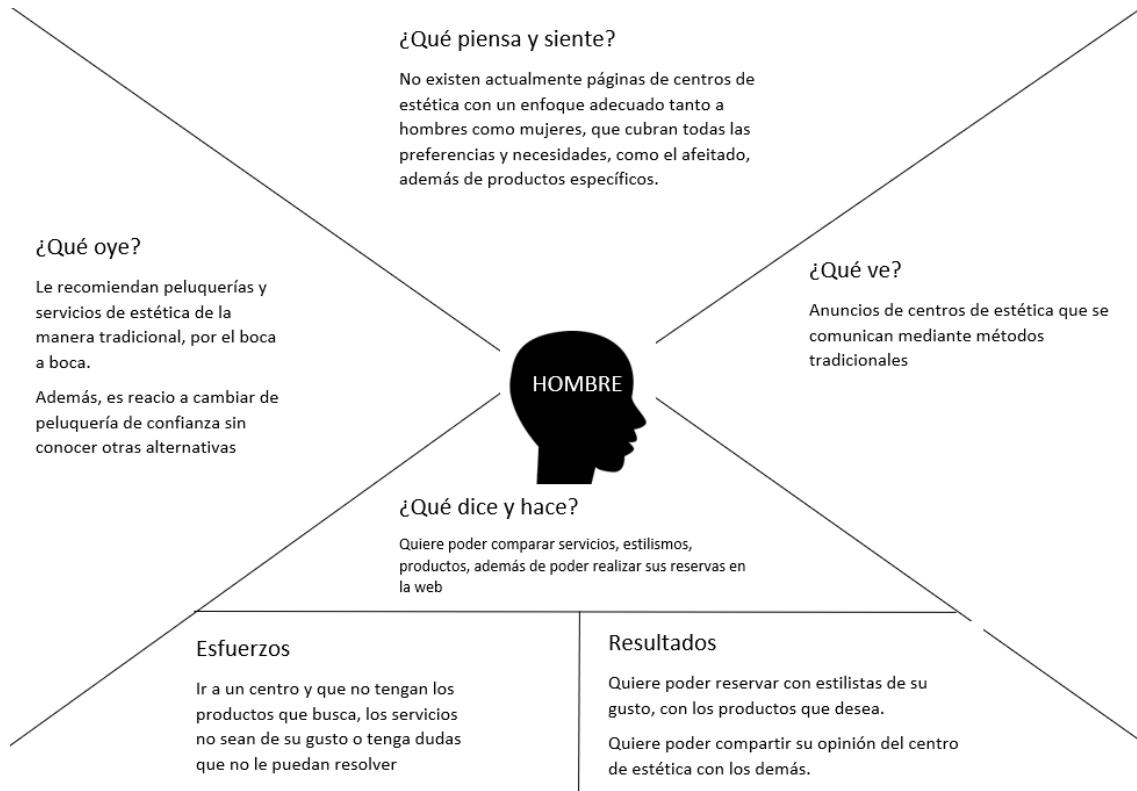 ¿Qué piensa y siente?
No existen actualmente páginas de centros de
estética con un enfoque adecuado tanto a
hombres como mujeres, que cubran todas las
preferencias y necesidades, como el afeitado,
además de productos específicos.
¿Qué oye?
Le recomiendan peluquerías y
servicios de estética de la
manera tradicional, por el boca
a boca.
Además, es reacio a cambiar de
peluquería de confianza sin
conocer otras alternativas
¿Qué ve?
Anuncios de centros de estética que se
comunican mediante métodos
tradicionales
HOMBRE
¿Qué dice y hace?
Quiere poder comparar servicios, estilismos,
productos, además de poder realizar sus reservas en
la web
Esfuerzos
Ir a un centro y que no tengan los
productos que busca, los servicios
no sean de su gusto o tenga dudas
que no le puedan resolver
Resultados
Quiere poder reservar con estilistas de su
gusto, con los productos que desea.
Quiere poder compartir su opinión del centro
de estética con los demás.